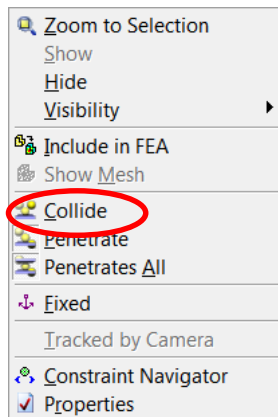 Zoom to Selection
Show
Hide
Visibility
Include in FEA
Show Mesh
Collide
Penetrate
Penetrates All
Fixed
Tracked by Camera
Constraint Navigator
Properties